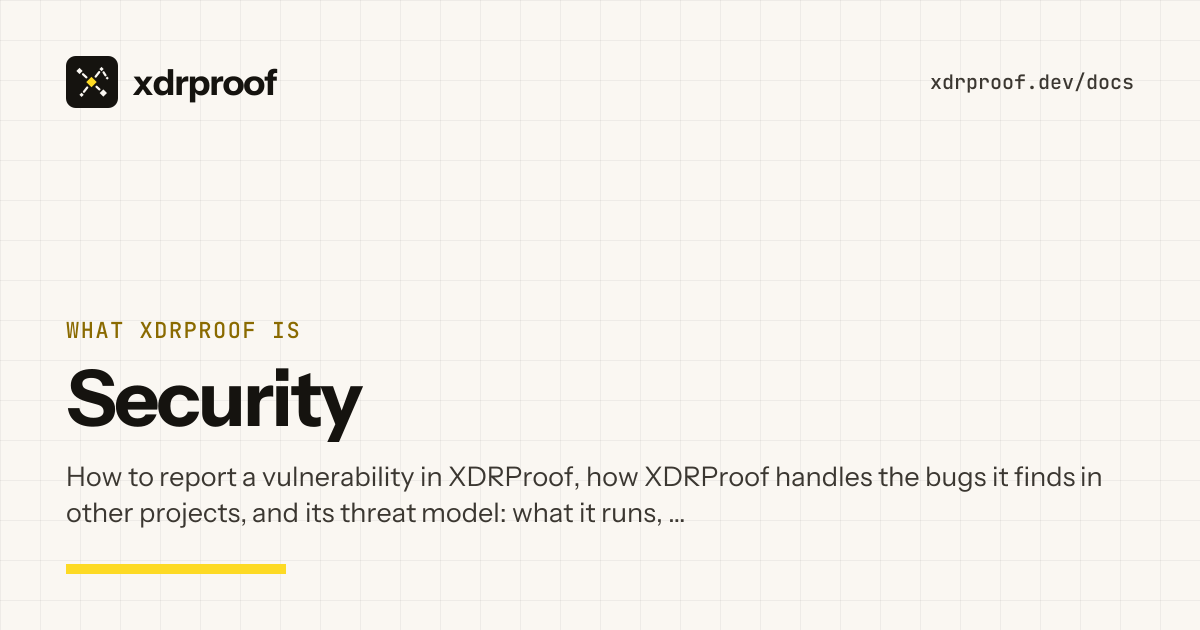 xdrproof
xdrproof.dev/docs
WHAT XDRPROOF IS
Security
How to report a vulnerability in XDRProof, how XDRProof handles the bugs it finds in
other projects, and its threat model: what it runs, ...